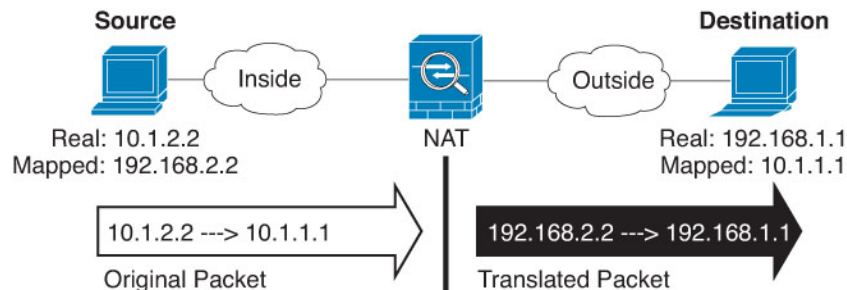 Source
Destination
Inside
Outside
Real: 10.1.2.2
Mapped: 192.168.2.2
NAT
Real: 192.168.1.1
Mapped: 10.1.1.1
10.1.2.2 ---> 10.1.1.1
192.168.2.2 ---> 192.168.1.1
Original Packet
Translated Packet